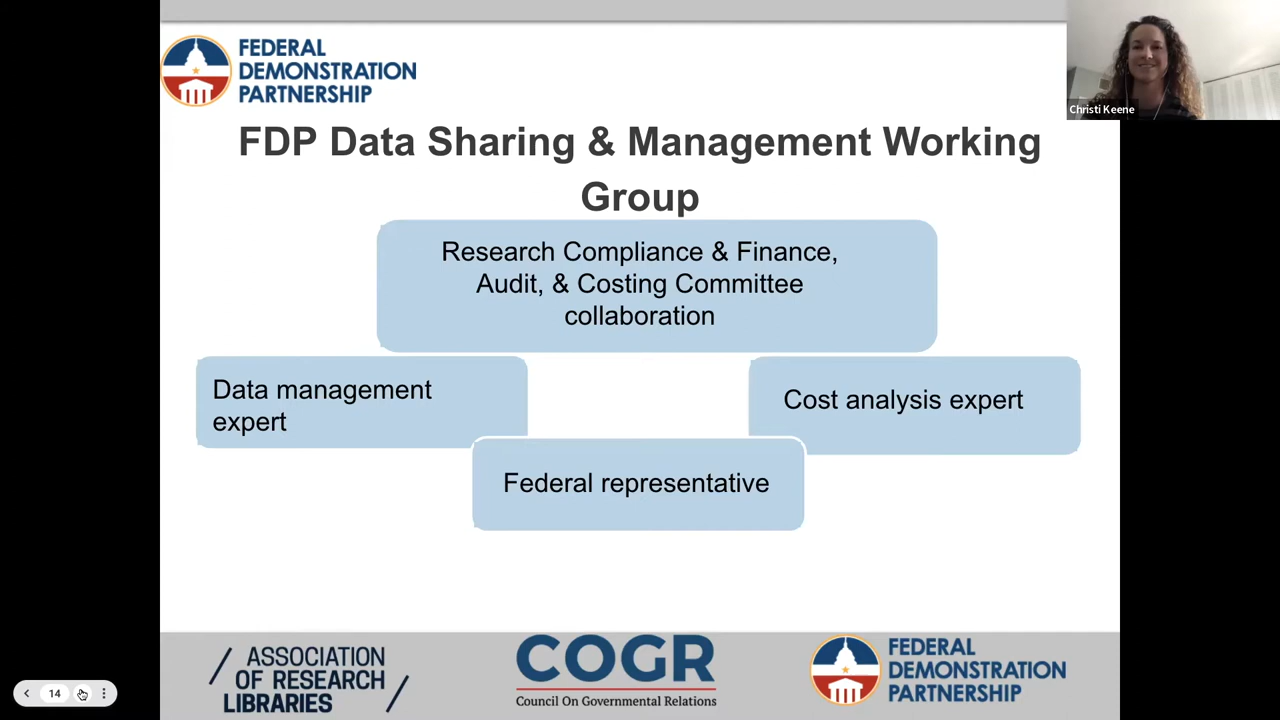 FEDERAL
DEMONSTRATION
PARTNERSHIP
Christi Keene
FDP Data Sharing & Management Working
Group
Research Compliance & Finance,
Audit, & Costing Committee
collaboration
Data management
expert
Cost analysis expert
Federal representative
ASSOCIATION
OF RESEARCH
LIBRARIES
COGR
Council On Governmental Relations
FEDERAL
DEMONSTRATION
PARTNERSHIP
14